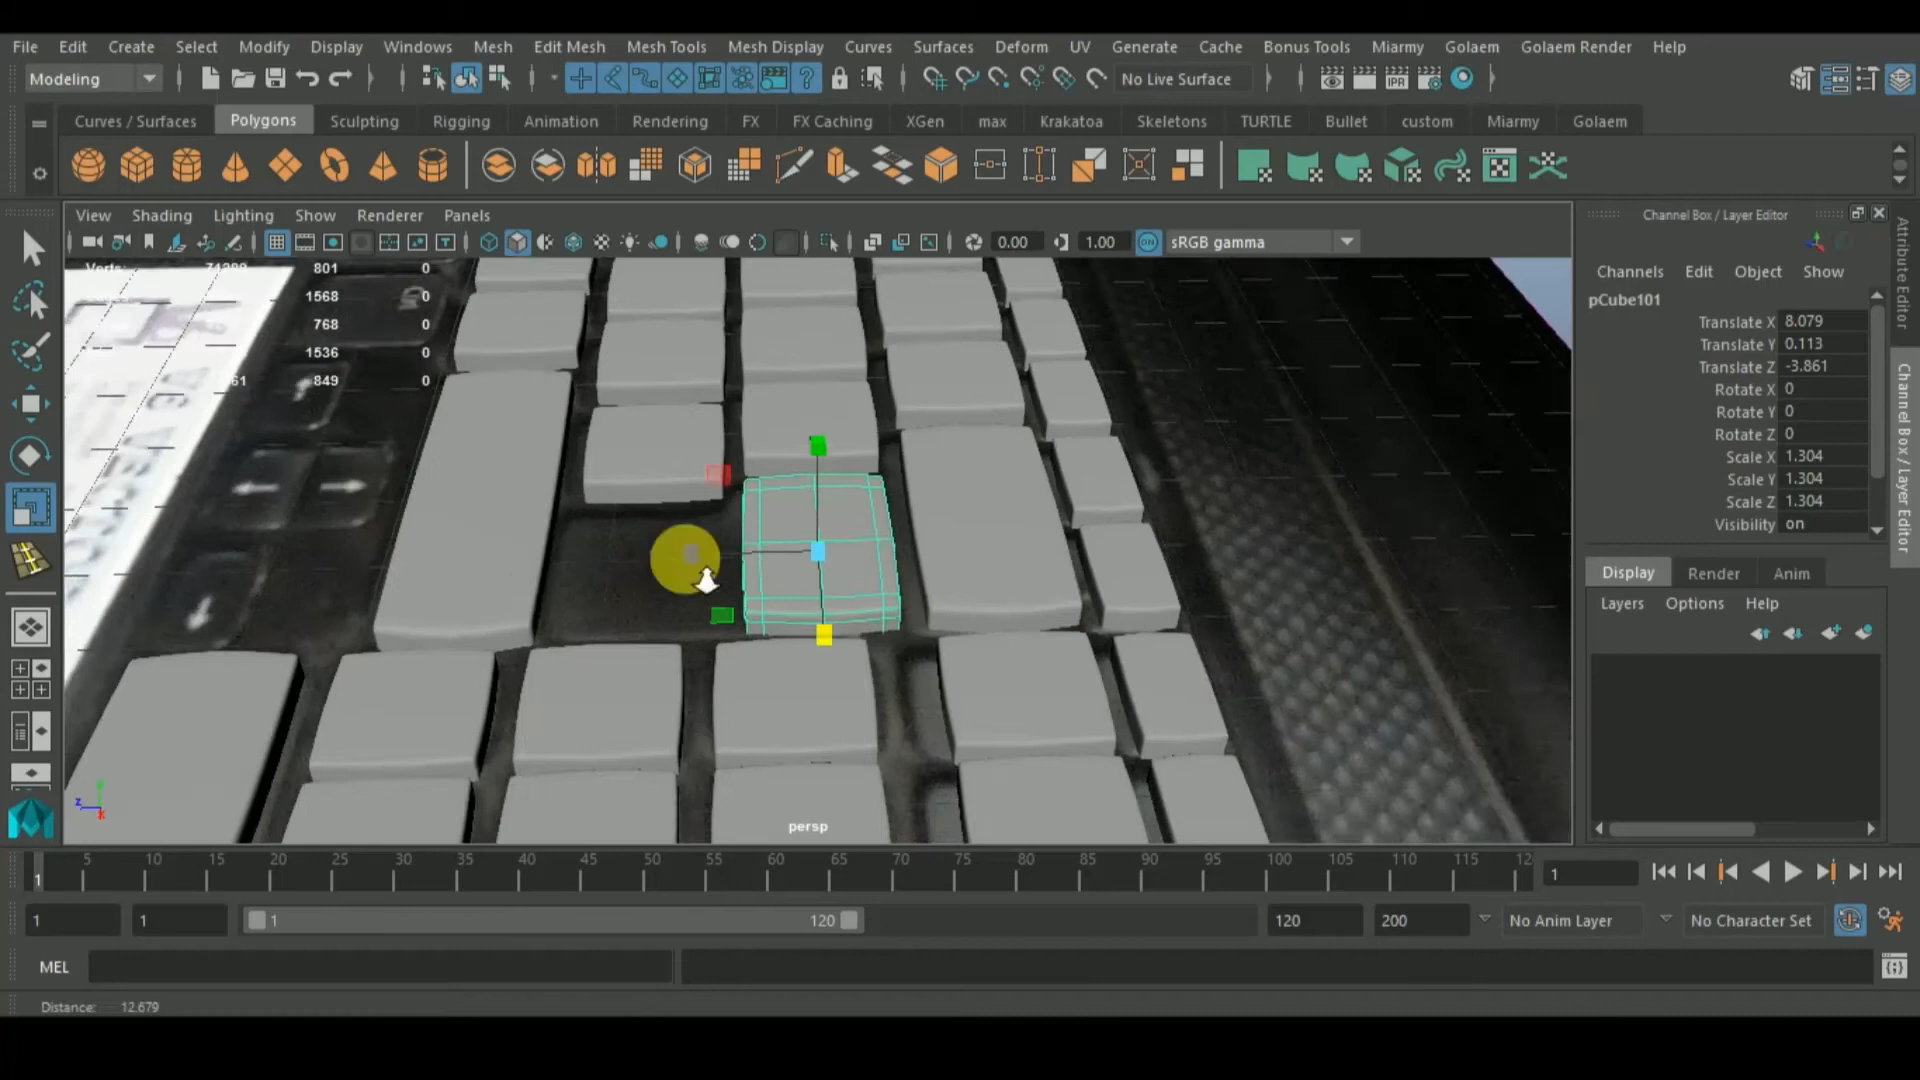 File Edit Create Select Modify Display Windows Mesh Edit Mesh Mesh Tools Mesh Display Curves Surfaces Deform UV Generate Cache Bonus Tools Miarmy Golaem Golaem Render Help
Modeling No Live Surface IPR
Curves / Surfaces Polygons Sculpting Rigging Animation Rendering FX FX Caching XGen max Krakatoa Skeletons TURTLE Bullet custom Miarmy Golaem
View Shading Lighting Show Renderer Panels
0.00 1.00 ON sRGB gamma
Channel Box / Layer Editor
Channels Edit Object Show
pCube101
Translate X 8.079
Translate Y 0.113
Translate Z -3.861
Rotate X 0
Rotate Y 0
Rotate Z 0
Scale X 1.304
Scale Y 1.304
Scale Z 1.304
Visibility on
Attribute Editor
Channel Box / Layer Editor
Display Render Anim
Layers Options Help
Verts: 71299 801 0
1568 0
768 0
1536 0
61 849 0
persp
z
5 10 15 20 25 30 35 40 45 50 55 60 65 70 75 80 85 90 95 100 105 110 115 12
1 1
1 1 1 120 120 200 No Anim Layer No Character Set
MEL
Distance: 12.679